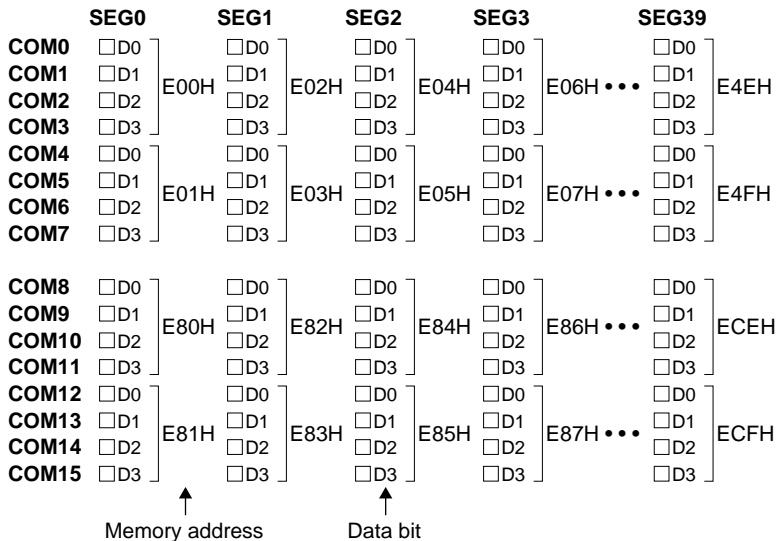 SEG0 SEG1 SEG2 SEG3 SEG39
COM0 D0 D0 D0 D0 D0
COM1 D1 D1 D1 D1 D1
E00H E02H E04H E06H ••• E4EH
COM2 D2 D2 D2 D2 D2
COM3 D3 D3 D3 D3 D3
COM4 D0 D0 D0 D0 D0
COM5 D1 D1 D1 D1 D1
E01H E03H E05H E07H ••• E4FH
COM6 D2 D2 D2 D2 D2
COM7 D3 D3 D3 D3 D3
COM8 D0 D0 D0 D0 D0
COM9 D1 D1 D1 D1 D1
E80H E82H E84H E86H ••• ECEH
COM10 D2 D2 D2 D2 D2
COM11 D3 D3 D3 D3 D3
COM12 D0 D0 D0 D0 D0
COM13 D1 D1 D1 D1 D1
E81H E83H E85H E87H ••• ECFH
COM14 D2 D2 D2 D2 D2
COM15 D3 D3 D3 D3 D3
Memory address Data bit